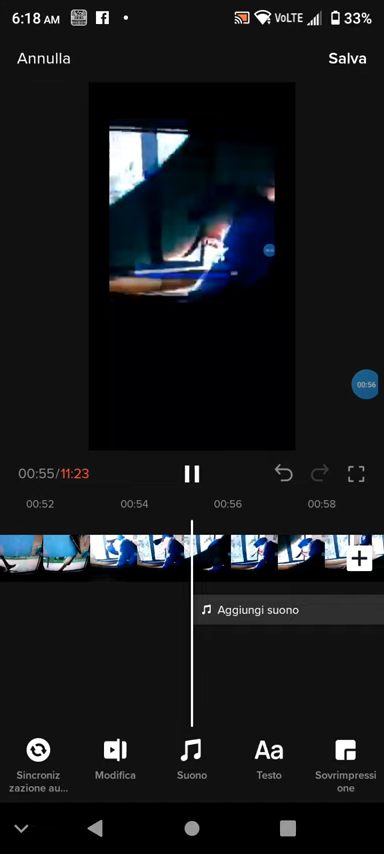 6:18 AM VoLTE 33%
Annulla Salva
00:56
00:55/11:23
00:52 00:54 00:56 00:58
Aggiungi suono
Sincroniz
zazione au...
Modifica
Suono
Aa
Testo
Sovrimpressi
one